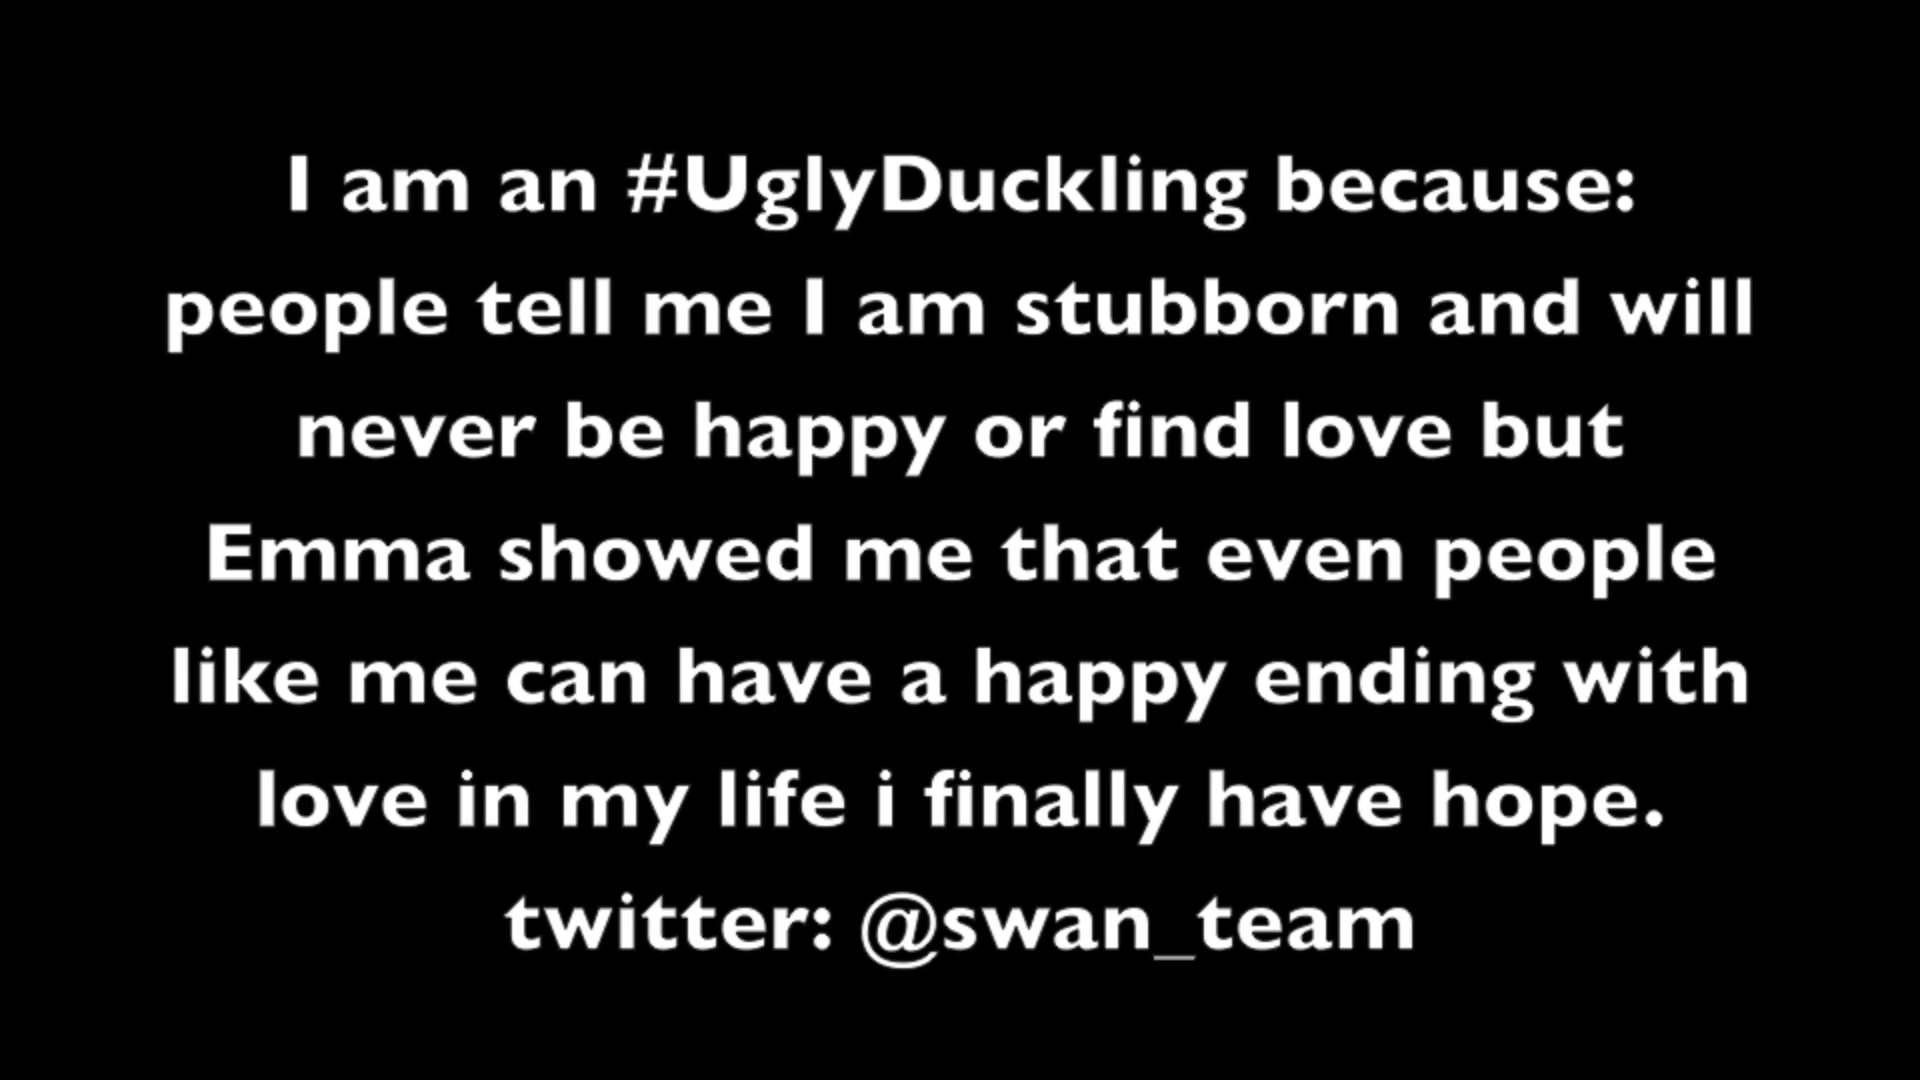 I am an #UglyDuckling because:
people tell me I am stubborn and will
never be happy or find love but
Emma showed me that even people
like me can have a happy ending with
love in my life i finally have hope.
twitter: @swan_team